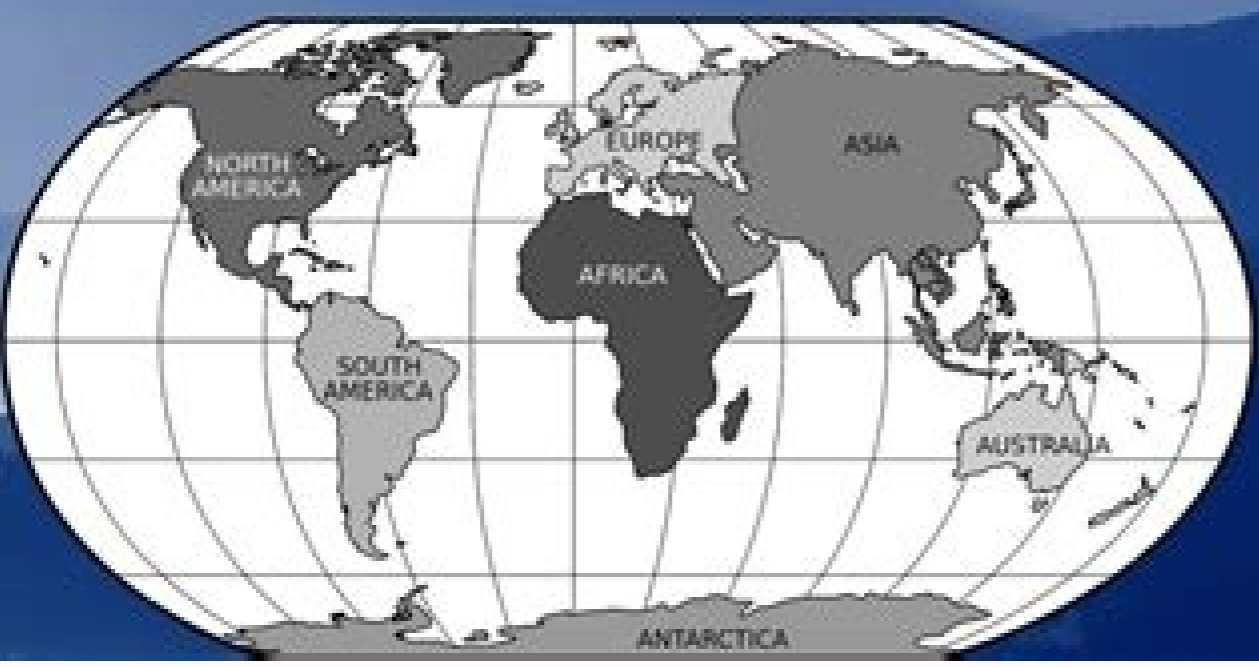 NORTH
AMERICA
EUROPE
ASIA
AFRICA
SOUTH
AMERICA
AUSTRALIA
ANTARCTICA